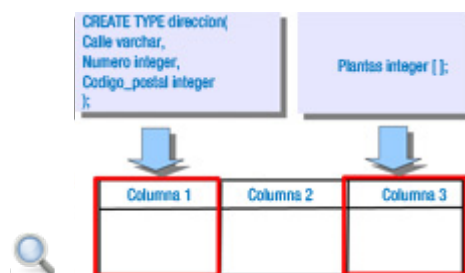 CREATE TYPE direccion(
Calle varchar,
Numero integer,
Codigo_postal integer
);
Plantas integer [ ];
Columna 1
Columna 2
Columna 3